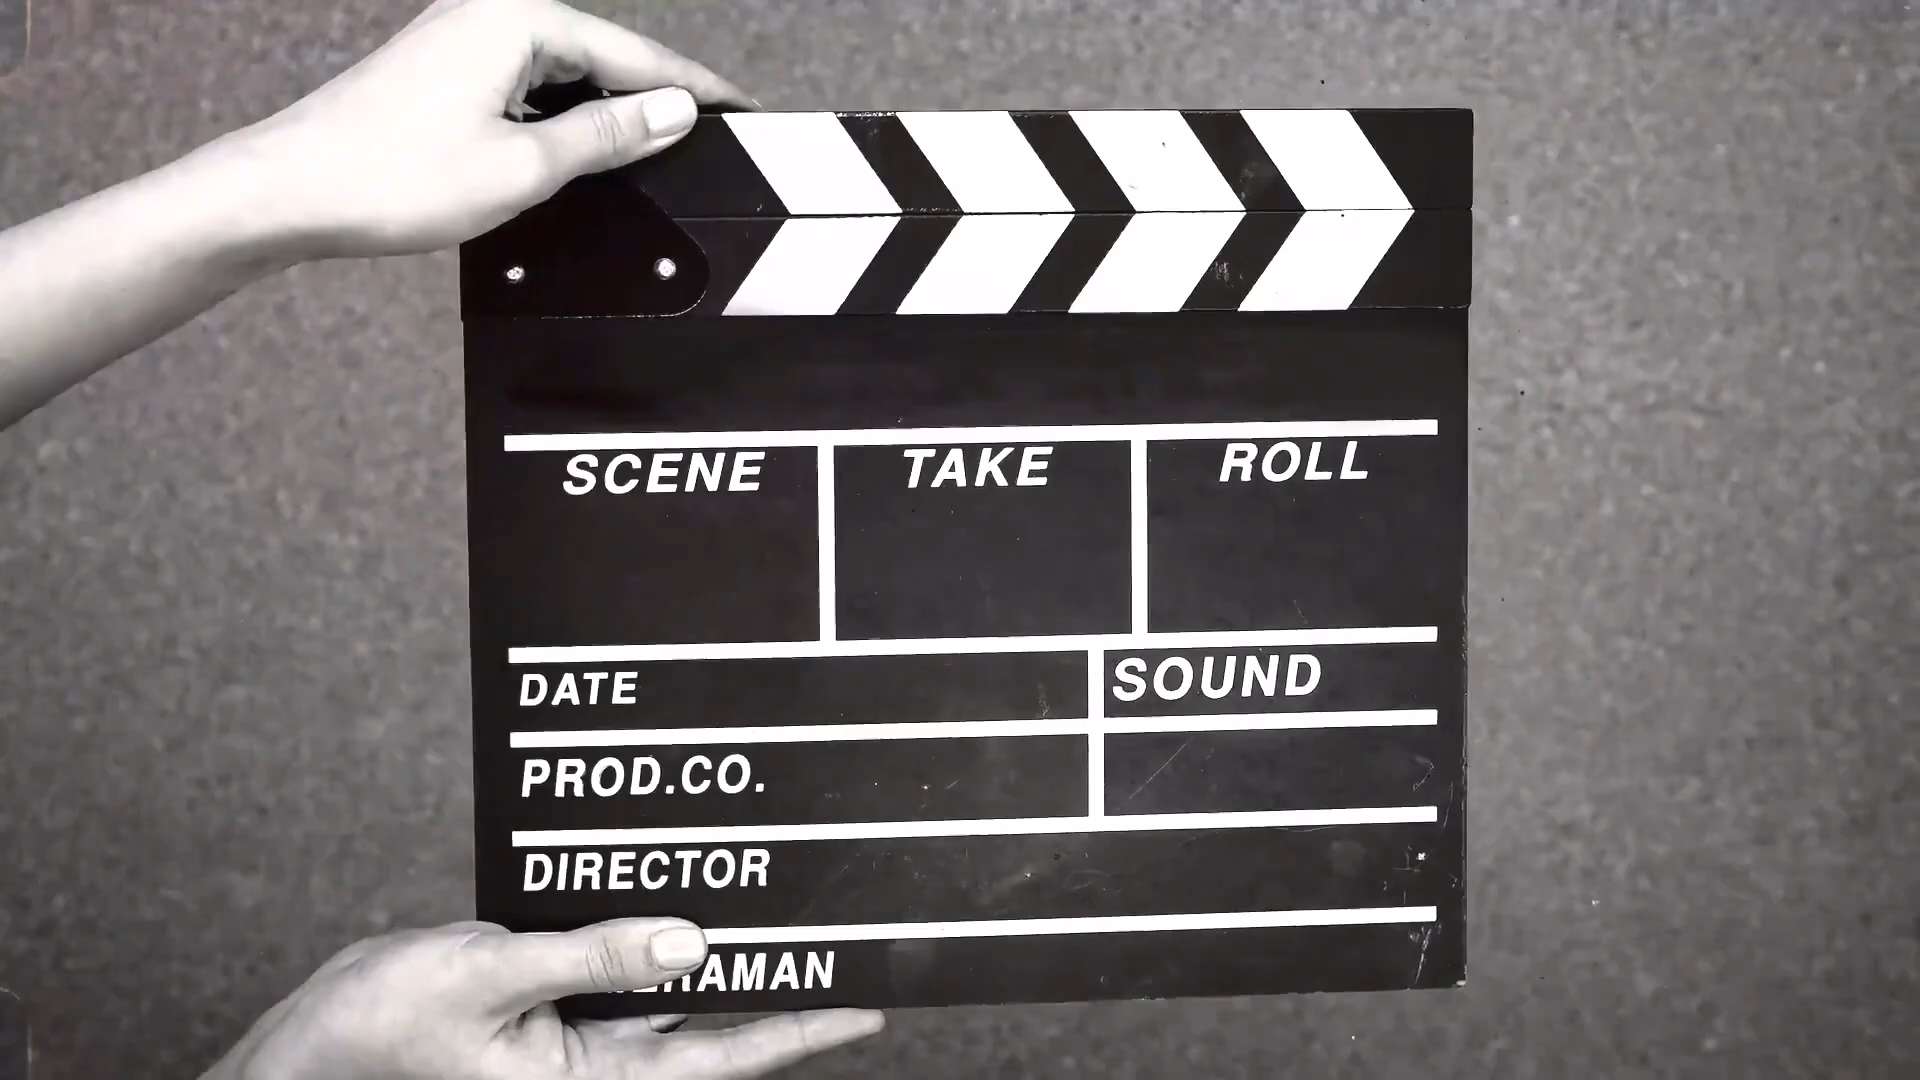 SCENE TAKE ROLL
DATE SOUND
PROD.CO.
DIRECTOR